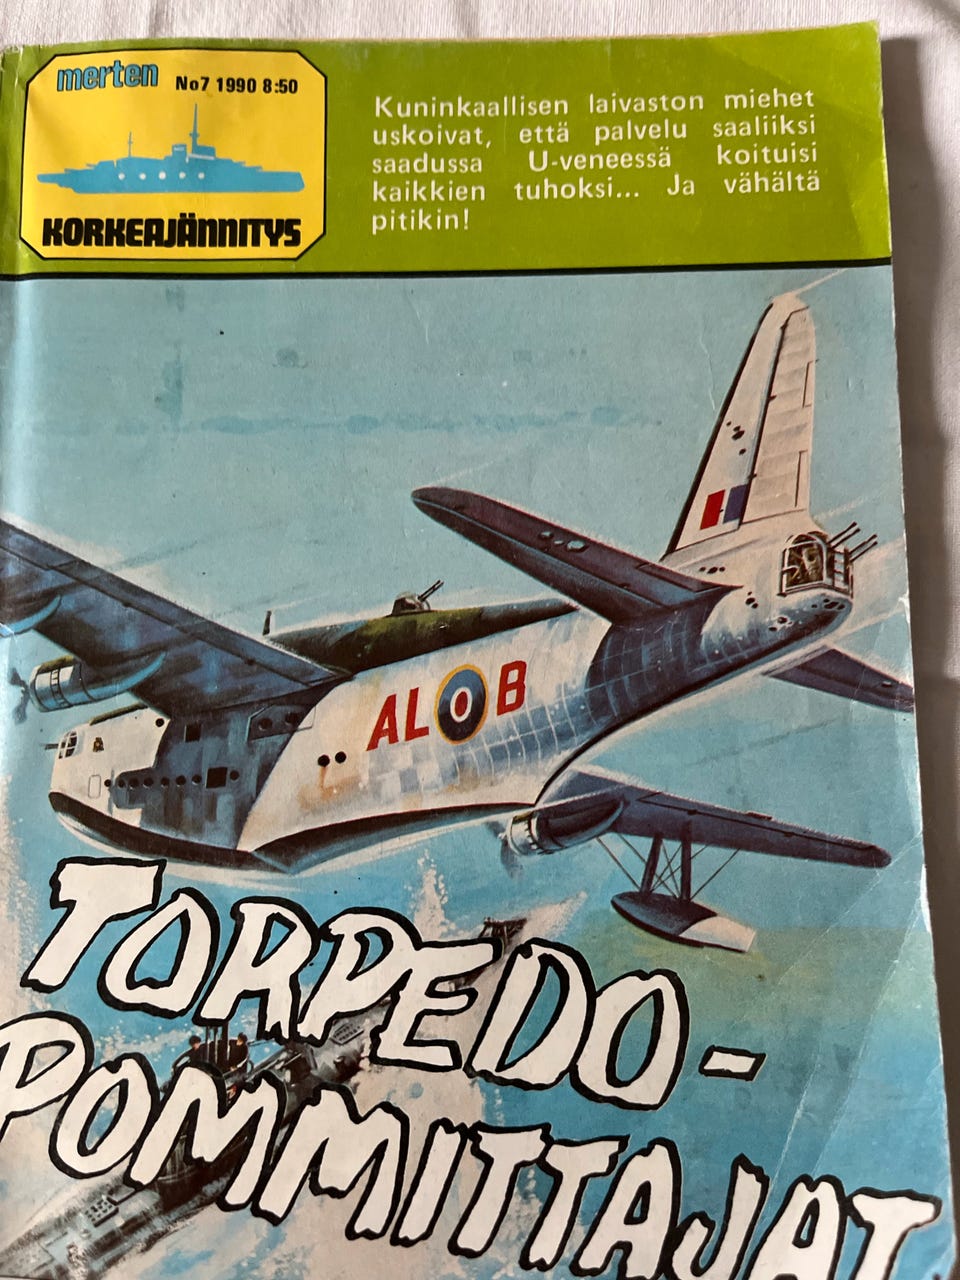 merten
No7 1990 8:50
KORKEAJÄNNITYS
Kuninkaallisen laivaston miehet
uskoivat, että palvelu saaliiksi
saadussa U-veneessä koituisi
kaikkien tuhoksi... Ja vähältä
pitikin!
AL B
TORPEDO-
POMMITTAJAT